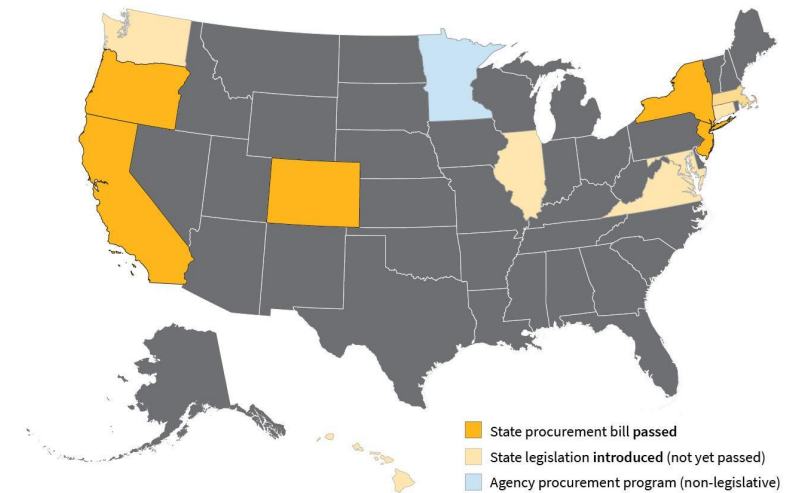 State procurement bill passed
State legislation introduced (not yet passed)
Agency procurement program (non-legislative)